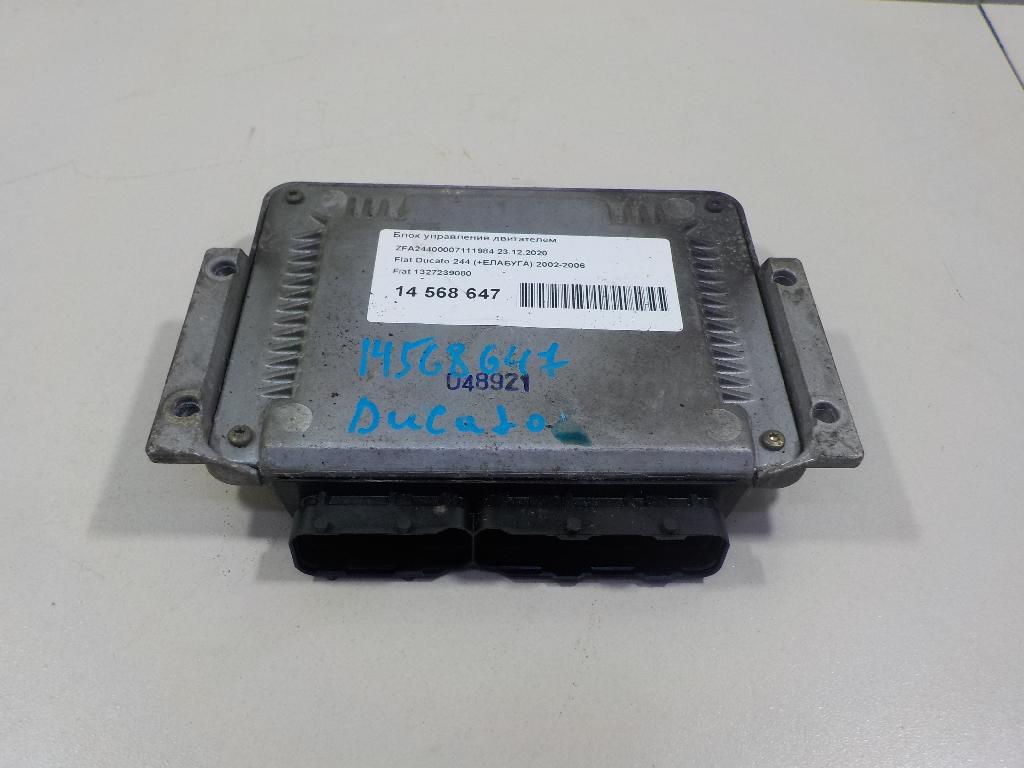 Блок управления двигателем
ZFA24400007111984 23.12.2020
Fiat Ducato 244 (+ЕЛАБУГА) 2002-2006
Fiat 1327239080
14 568 647
14568647
048921
Ducato